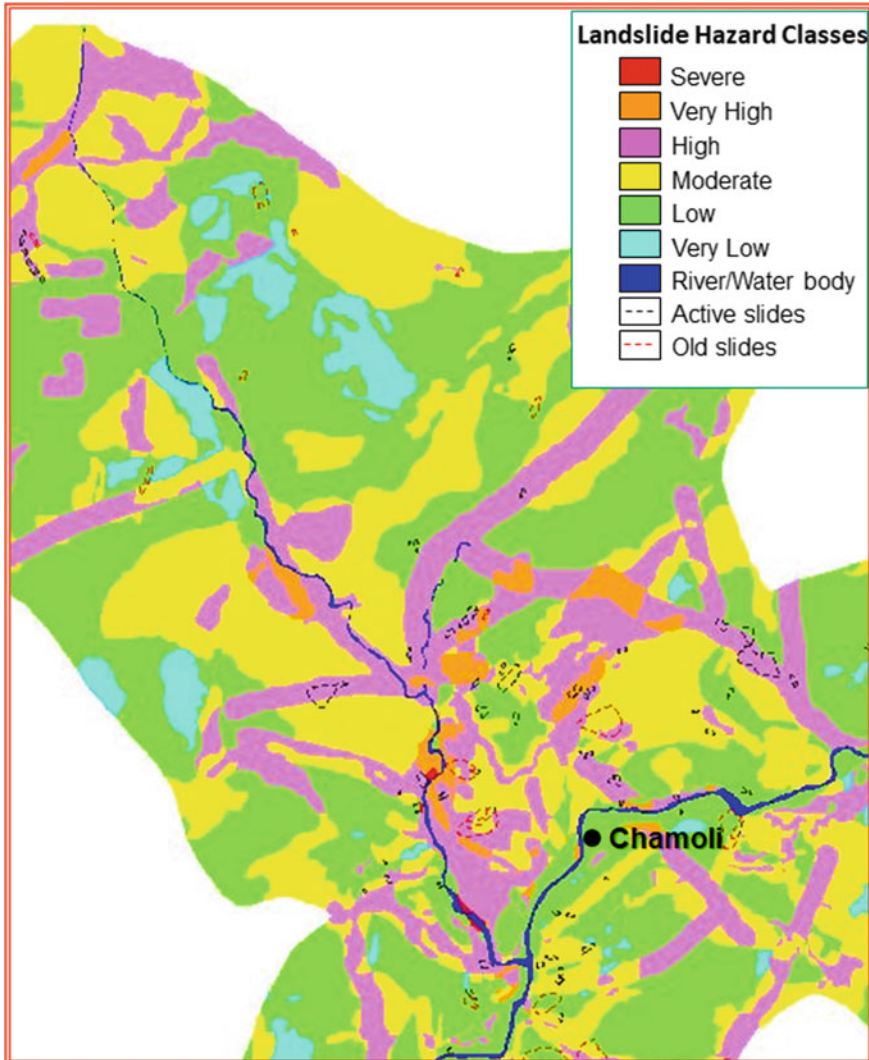 Landslide Hazard Classes
Severe
Very High
High
Moderate
Low
Very Low
River/Water body
Active slides
Old slides
Chamoli